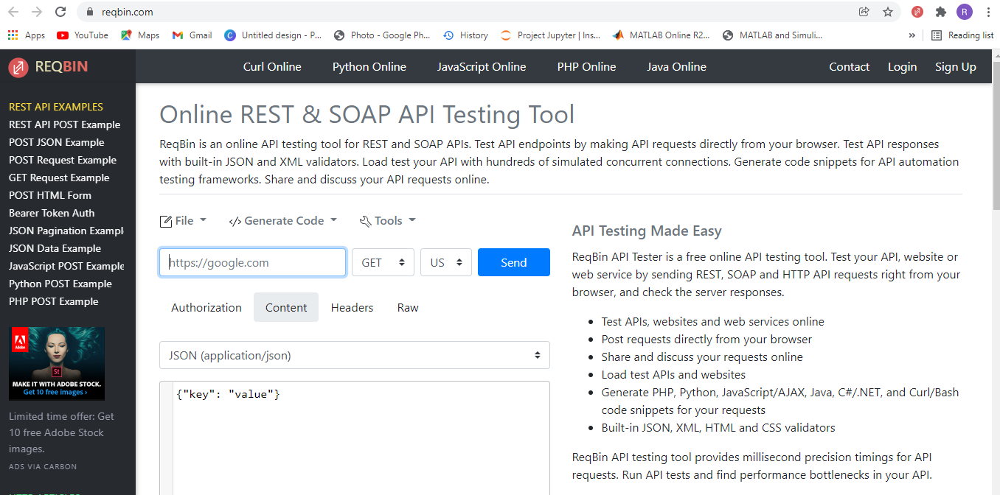 reqbin.com
R
Apps
YouTube
Maps
Gmail
Untitled design - P...
Photo - Google Ph...
History
Project Jupyter | Ins...
MATLAB Online R2...
MATLAB and Simuli...
»
Reading list
REQBIN
Curl Online
Python Online
JavaScript Online
PHP Online
Java Online
Contact
Login
Sign Up
REST API EXAMPLES
REST API POST Example
POST JSON Example
POST Request Example
GET Request Example
POST HTML Form
Bearer Token Auth
JSON Pagination Exampl
JSON Data Example
JavaScript POST Example
Python POST Example
PHP POST Example
Adobe
St
MAKE IT WITH ADOBE STOCK.
Get 10 free images ›
Limited time offer: Get
10 free Adobe Stock
images.
ADS VIA CARBON
Online REST & SOAP API Testing Tool
ReqBin is an online API testing tool for REST and SOAP APIs. Test API endpoints by making API requests directly from your browser. Test API responses
with built-in JSON and XML validators. Load test your API with hundreds of simulated concurrent connections. Generate code snippets for API automation
testing frameworks. Share and discuss your API requests online.
File
</> Generate Code
Tools
https://google.com
GET
US
Send
Authorization
Content
Headers
Raw
JSON (application/json)
{"key": "value"}
API Testing Made Easy
ReqBin API Tester is a free online API testing tool. Test your API, website or
web service by sending REST, SOAP and HTTP API requests right from your
browser, and check the server responses.
• Test APIs, websites and web services online
• Post requests directly from your browser
• Share and discuss your requests online
• Load test APIs and websites
• Generate PHP, Python, JavaScript/AJAX, Java, C#/.NET, and Curl/Bash
code snippets for your requests
• Built-in JSON, XML, HTML and CSS validators
ReqBin API testing tool provides millisecond precision timings for API
requests. Run API tests and find performance bottlenecks in your API.